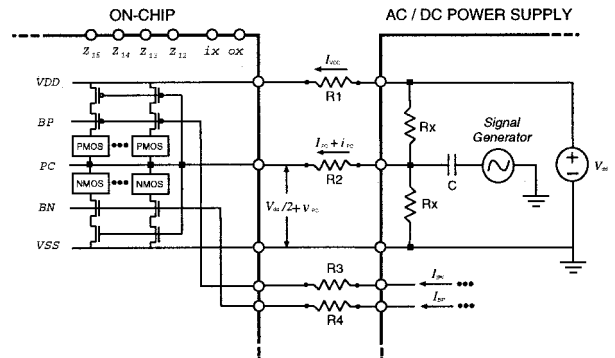 ON-CHIP
AC / DC POWER SUPPLY
Z15 Z14 Z13 Z12 ix ox
VDD
BP
PC
BN
VSS
PMOS ••• PMOS
NMOS ••• NMOS
IVDD
R1
IPC + iPC
R2
Vdd/2 + vPC
R3
R4
Rx
Rx
C
Signal
Generator
Vdd
IBN •••
IBP •••